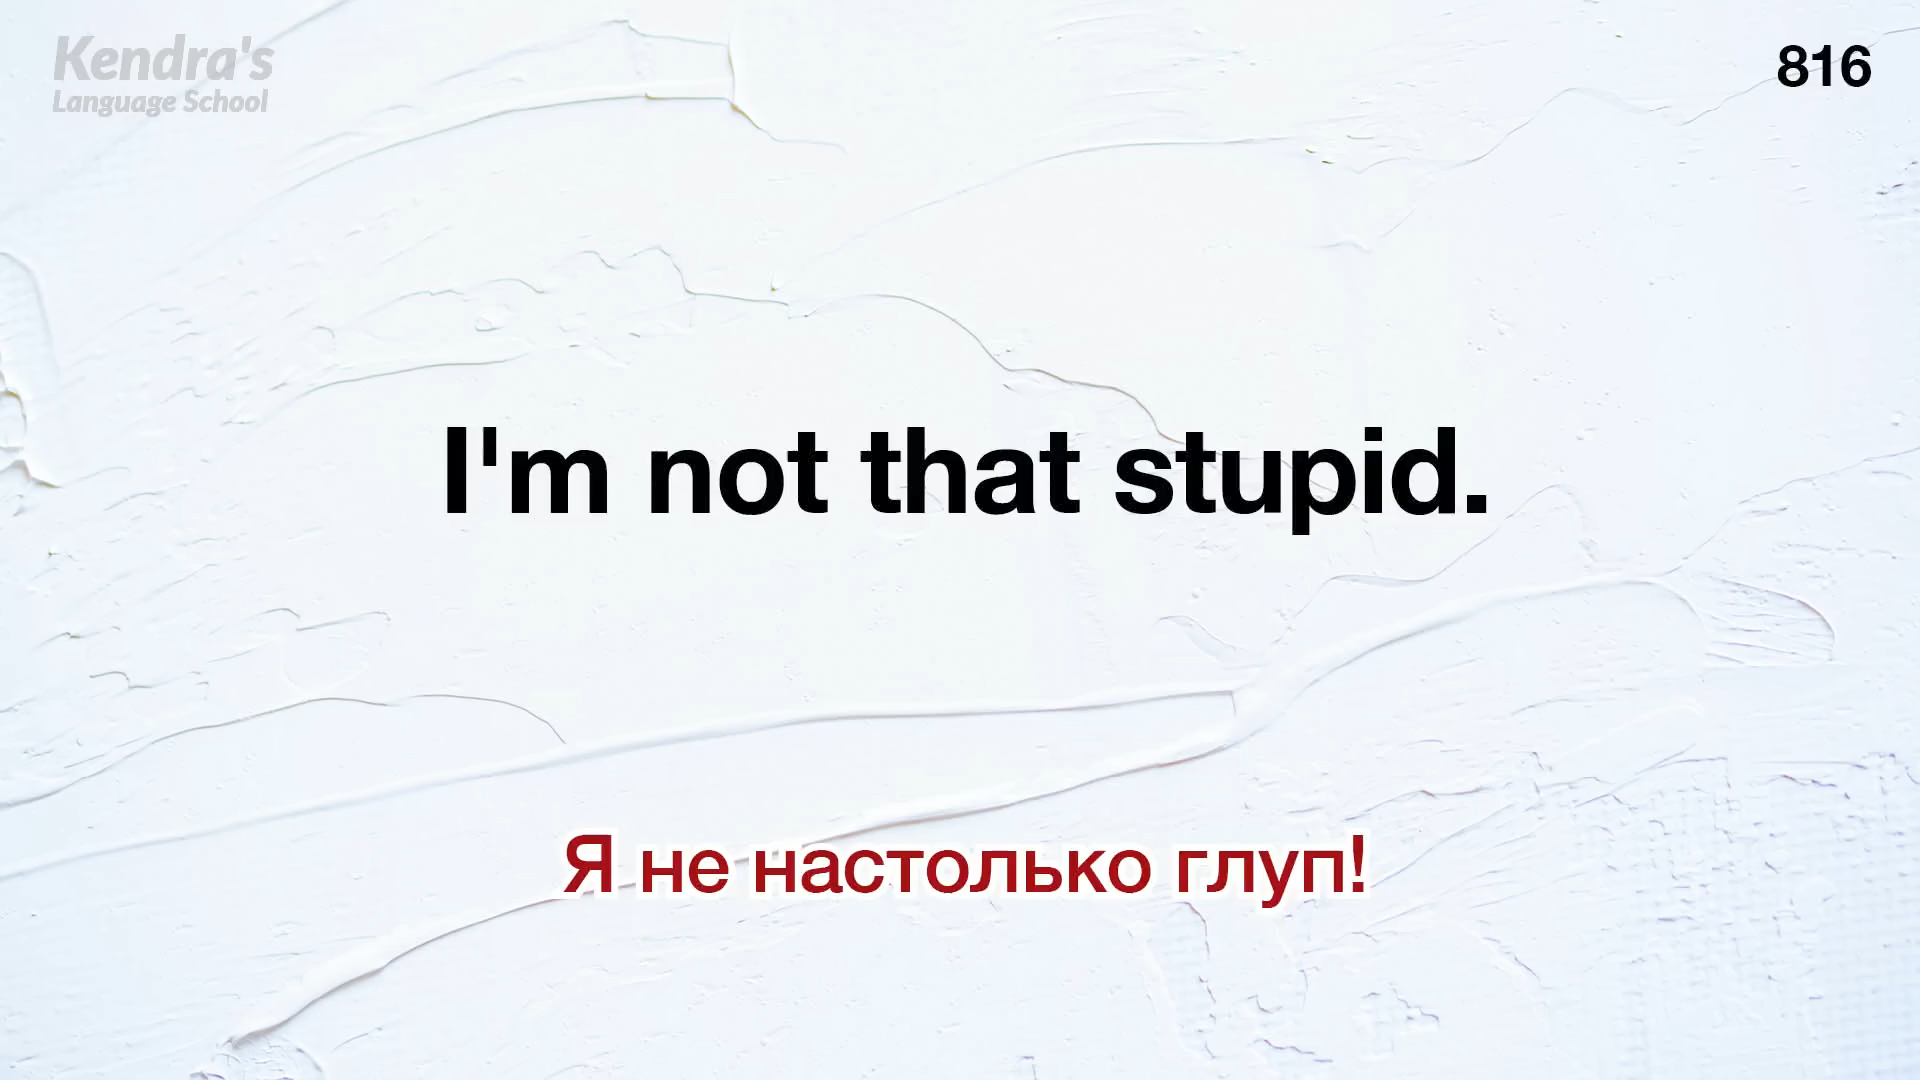 Kendra's
Language School
816
I'm not that stupid.
Я не настолько глуп!